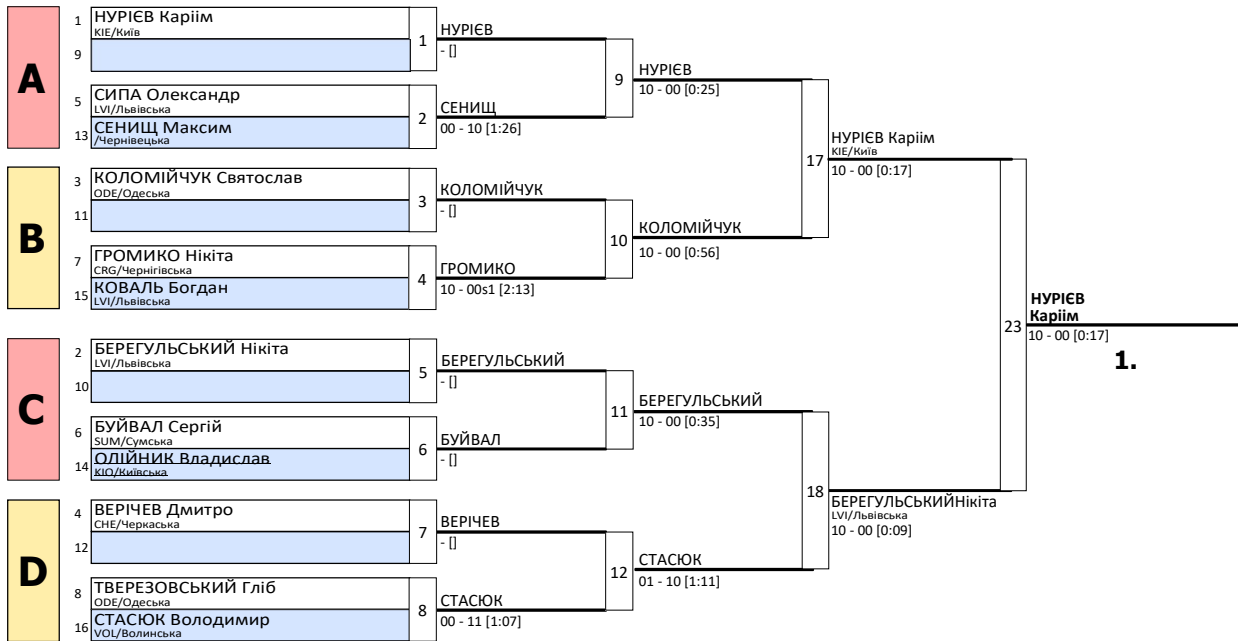 A
1
НУРІЄВ Каріім
KIE/Київ
9
1
НУРІЄВ
- []
5
СИПА Олександр
LVI/Львівська
13
СЕНИЩ Максим
/Чернівецька
2
СЕНИЩ
00 - 10 [1:26]
9
НУРІЄВ
10 - 00 [0:25]
B
3
КОЛОМІЙЧУК Святослав
ODE/Одеська
11
3
КОЛОМІЙЧУК
- []
7
ГРОМИКО Нікіта
CRG/Чернігівська
15
КОВАЛЬ Богдан
LVI/Львівська
4
ГРОМИКО
10 - 00s1 [2:13]
10
КОЛОМІЙЧУК
10 - 00 [0:56]
17
НУРІЄВ Каріім
KIE/Київ
10 - 00 [0:17]
C
2
БЕРЕГУЛЬСЬКИЙ Нікіта
LVI/Львівська
10
5
БЕРЕГУЛЬСЬКИЙ
- []
6
БУЙВАЛ Сергій
SUM/Сумська
14
ОЛІЙНИК Владислав
KIO/Київська
6
БУЙВАЛ
- []
11
БЕРЕГУЛЬСЬКИЙ
10 - 00 [0:35]
D
4
ВЕРІЧЕВ Дмитро
CHE/Черкаська
12
7
ВЕРІЧЕВ
- []
8
ТВЕРЕЗОВСЬКИЙ Гліб
ODE/Одеська
16
СТАСЮК Володимир
VOL/Волинська
8
СТАСЮК
00 - 11 [1:07]
12
СТАСЮК
01 - 10 [1:11]
18
БЕРЕГУЛЬСЬКИЙНікіта
LVI/Львівська
10 - 00 [0:09]
23
НУРІЄВ
Каріім
10 - 00 [0:17]
1.